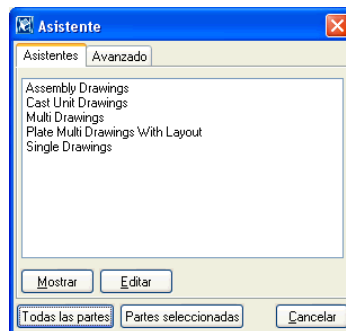 Asistente
Asistentes Avanzado
Assembly Drawings
Cast Unit Drawings
Multi Drawings
Plate Multi Drawings With Layout
Single Drawings
Mostrar Editar
Todas las partes Partes seleccionadas Cancelar